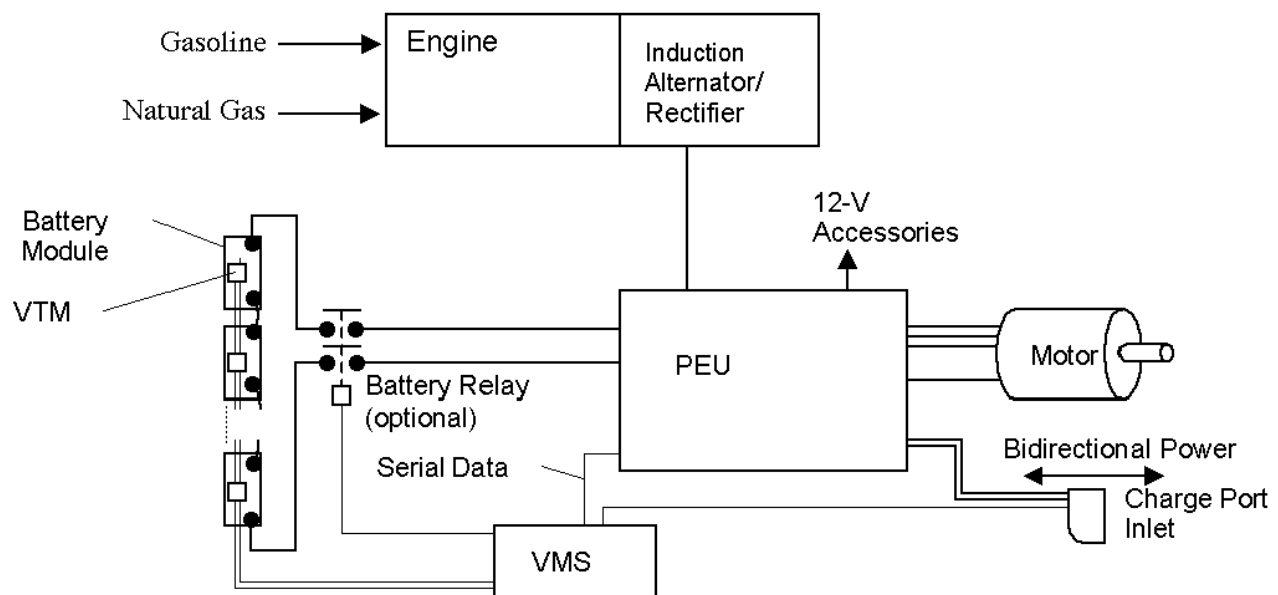 Gasoline
Engine
Induction
Alternator/
Rectifier
Natural Gas
12-V
Accessories
Battery
Module
VTM
PEU
Motor
Battery Relay
(optional)
Serial Data
Bidirectional Power
Charge Port
Inlet
VMS